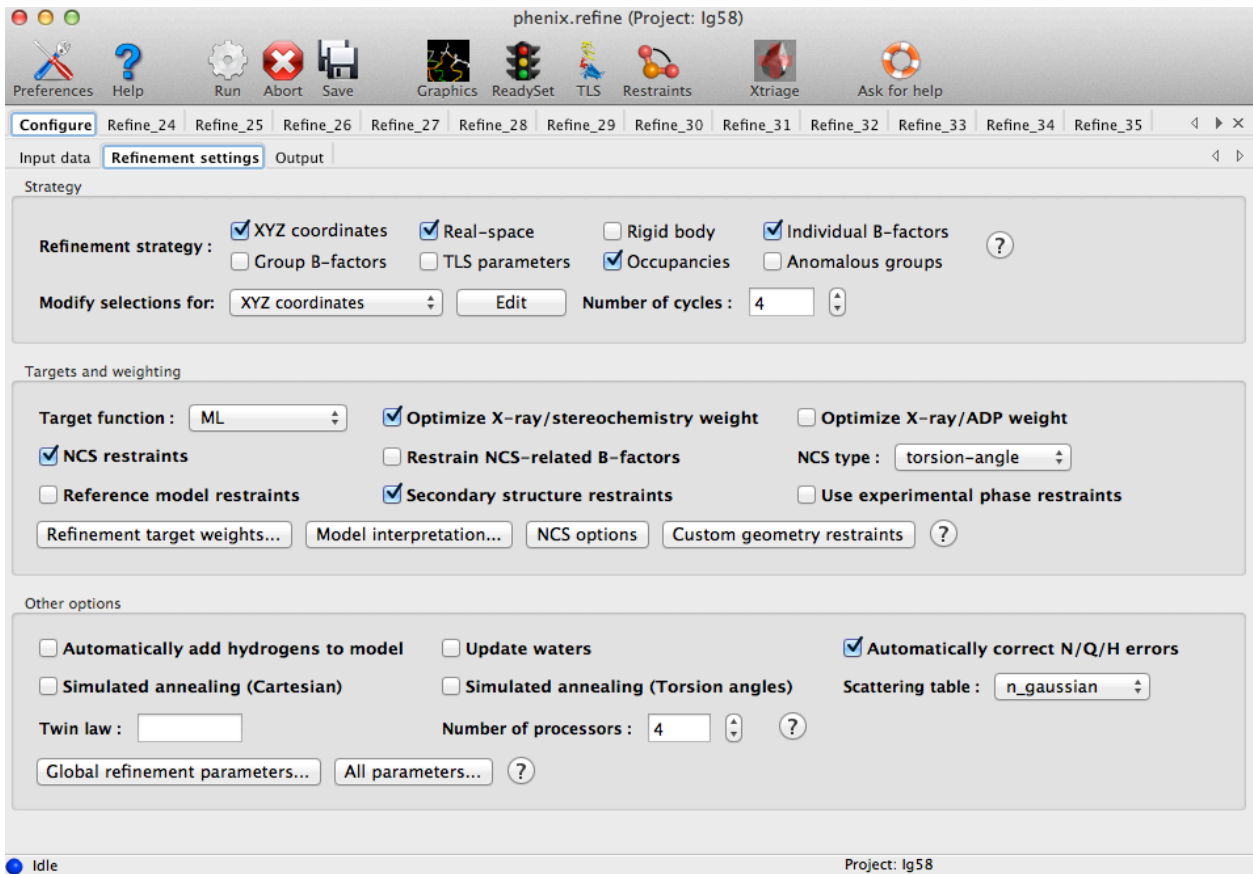 phenix.refine (Project: Ig58)
Preferences Help Run Abort Save Graphics ReadySet TLS Restraints Xtriage Ask for help
Configure Refine_24 Refine_25 Refine_26 Refine_27 Refine_28 Refine_29 Refine_30 Refine_31 Refine_32 Refine_33 Refine_34 Refine_35
Input data Refinement settings Output
Strategy
Refinement strategy : XYZ coordinates Real-space Rigid body Individual B-factors ?
Group B-factors TLS parameters Occupancies Anomalous groups
Modify selections for: XYZ coordinates Edit Number of cycles : 4
Targets and weighting
Target function : ML Optimize X-ray/stereochemistry weight Optimize X-ray/ADP weight
NCS restraints Restrain NCS-related B-factors NCS type : torsion-angle
Reference model restraints Secondary structure restraints Use experimental phase restraints
Refinement target weights... Model interpretation... NCS options Custom geometry restraints ?
Other options
Automatically add hydrogens to model Update waters Automatically correct N/Q/H errors
Simulated annealing (Cartesian) Simulated annealing (Torsion angles) Scattering table : n_gaussian
Twin law : Number of processors : 4 ?
Global refinement parameters... All parameters... ?
Idle Project: Ig58